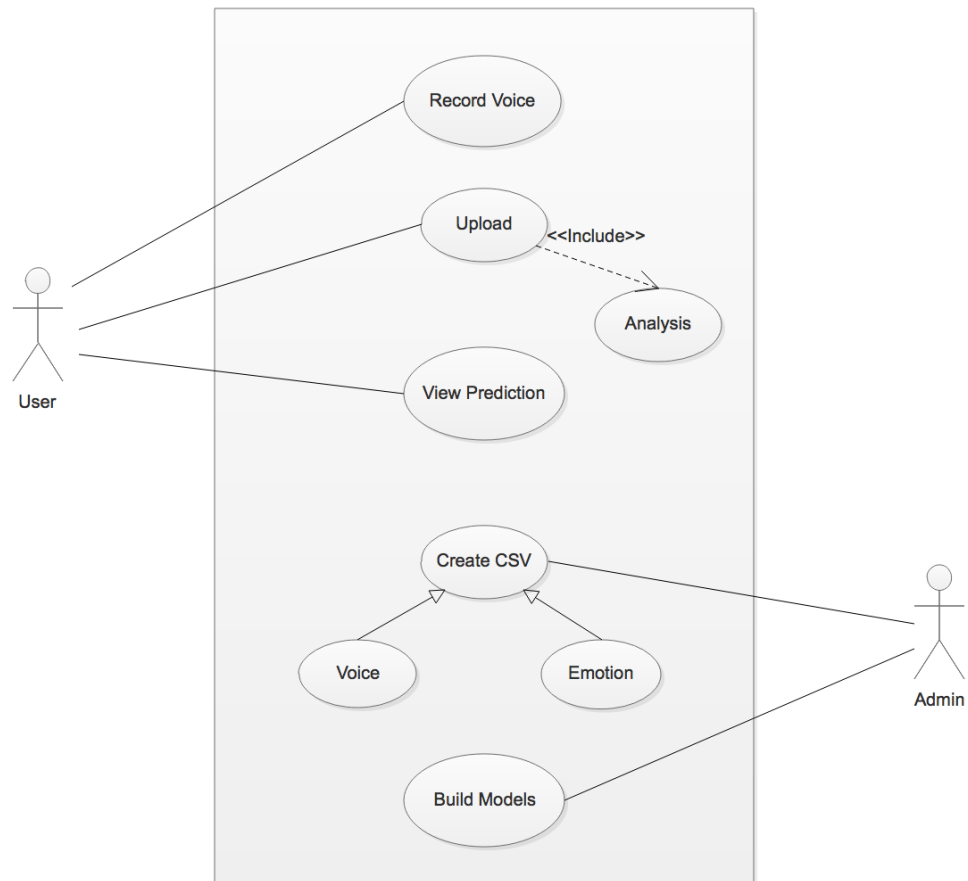 Record Voice
Upload
<<Include>>
Analysis
User
View Prediction
Create CSV
Voice
Emotion
Admin
Build Models